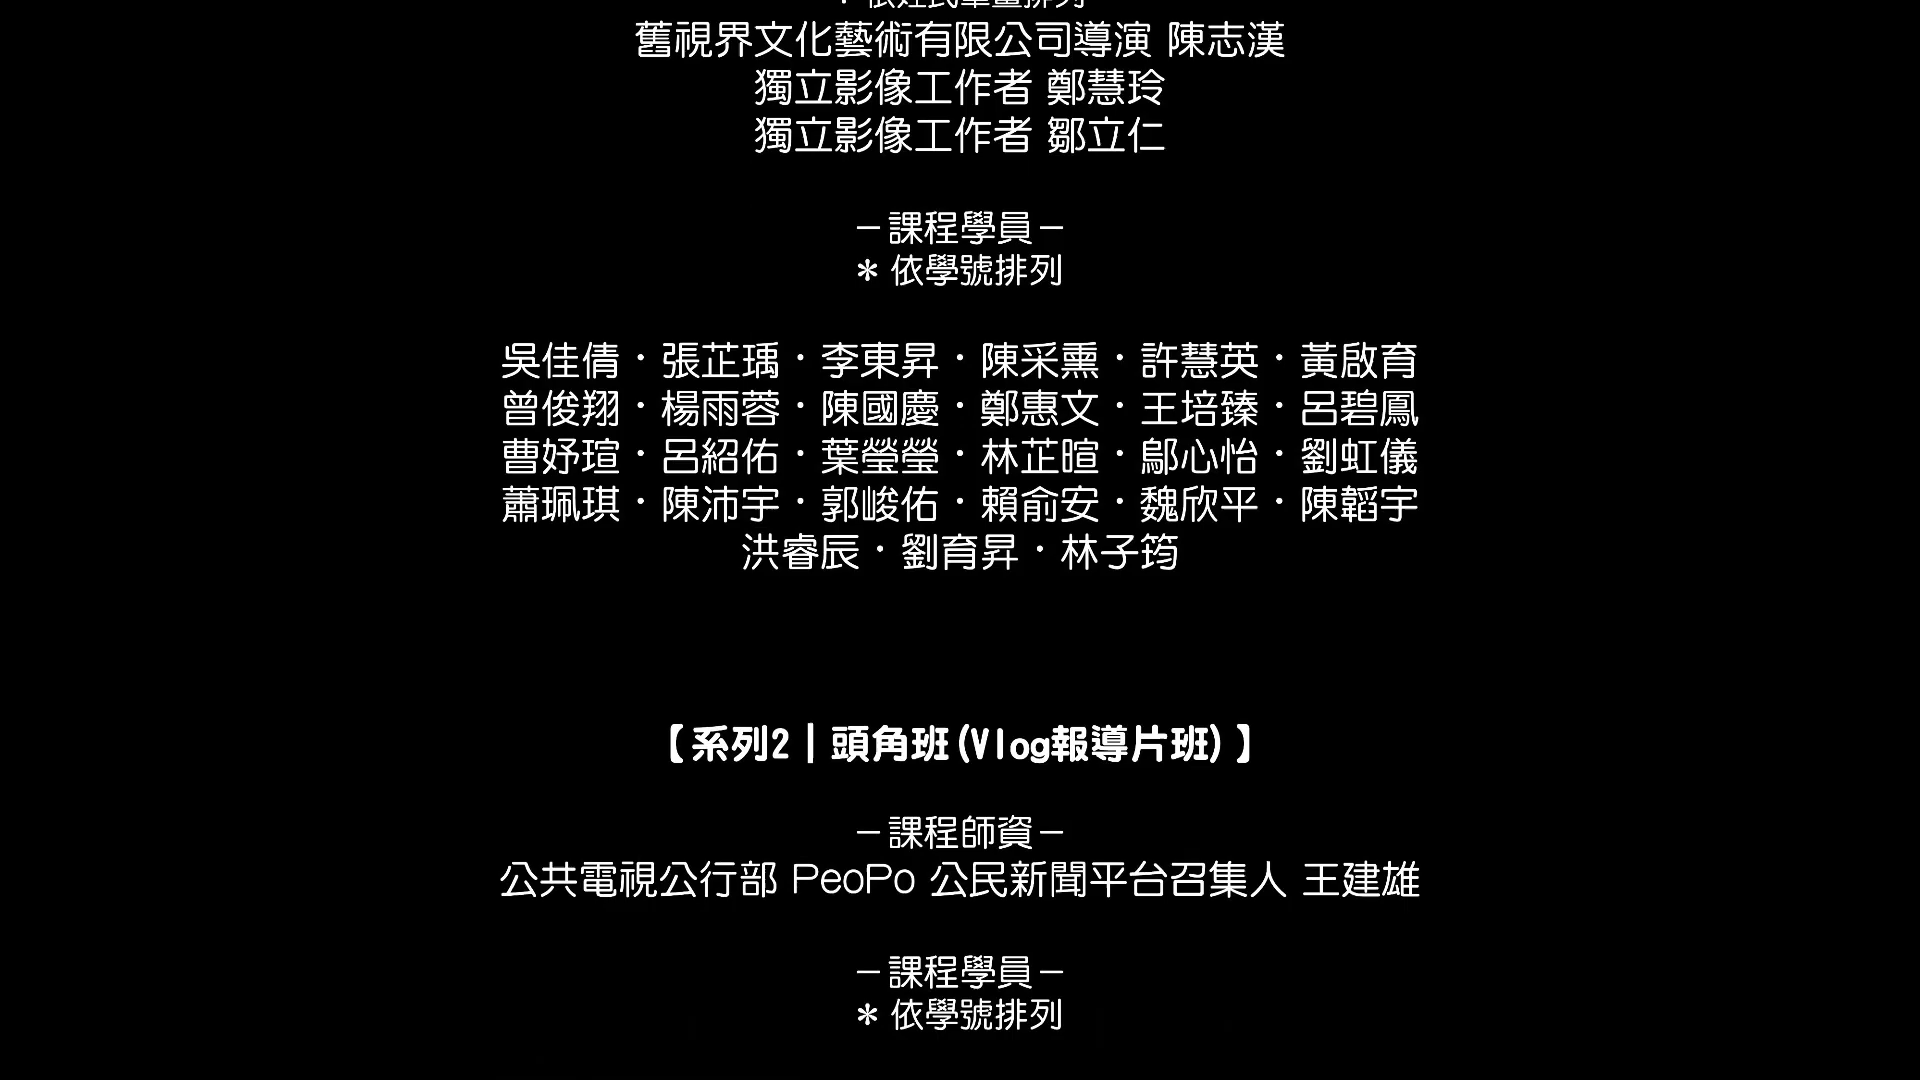 *依姓氏筆畫排列
舊視界文化藝術有限公司導演 陳志漢
獨立影像工作者 鄭慧玲
獨立影像工作者 鄒立仁
－課程學員－
* 依學號排列
吳佳倩・張芷瑀・李東昇・陳采熏・許慧英・黃啟育
曾俊翔・楊雨蓉・陳國慶・鄭惠文・王培臻・呂碧鳳
曹妤瑄・呂紹佑・葉瑩瑩・林芷暄・鄔心怡・劉虹儀
蕭珮琪・陳沛宇・郭峻佑・賴俞安・魏欣平・陳韜宇
洪睿辰・劉育昇・林子筠
【系列2｜頭角班(Vlog報導片班)】
－課程師資－
公共電視公行部 PeoPo 公民新聞平台召集人 王建雄
－課程學員－
* 依學號排列